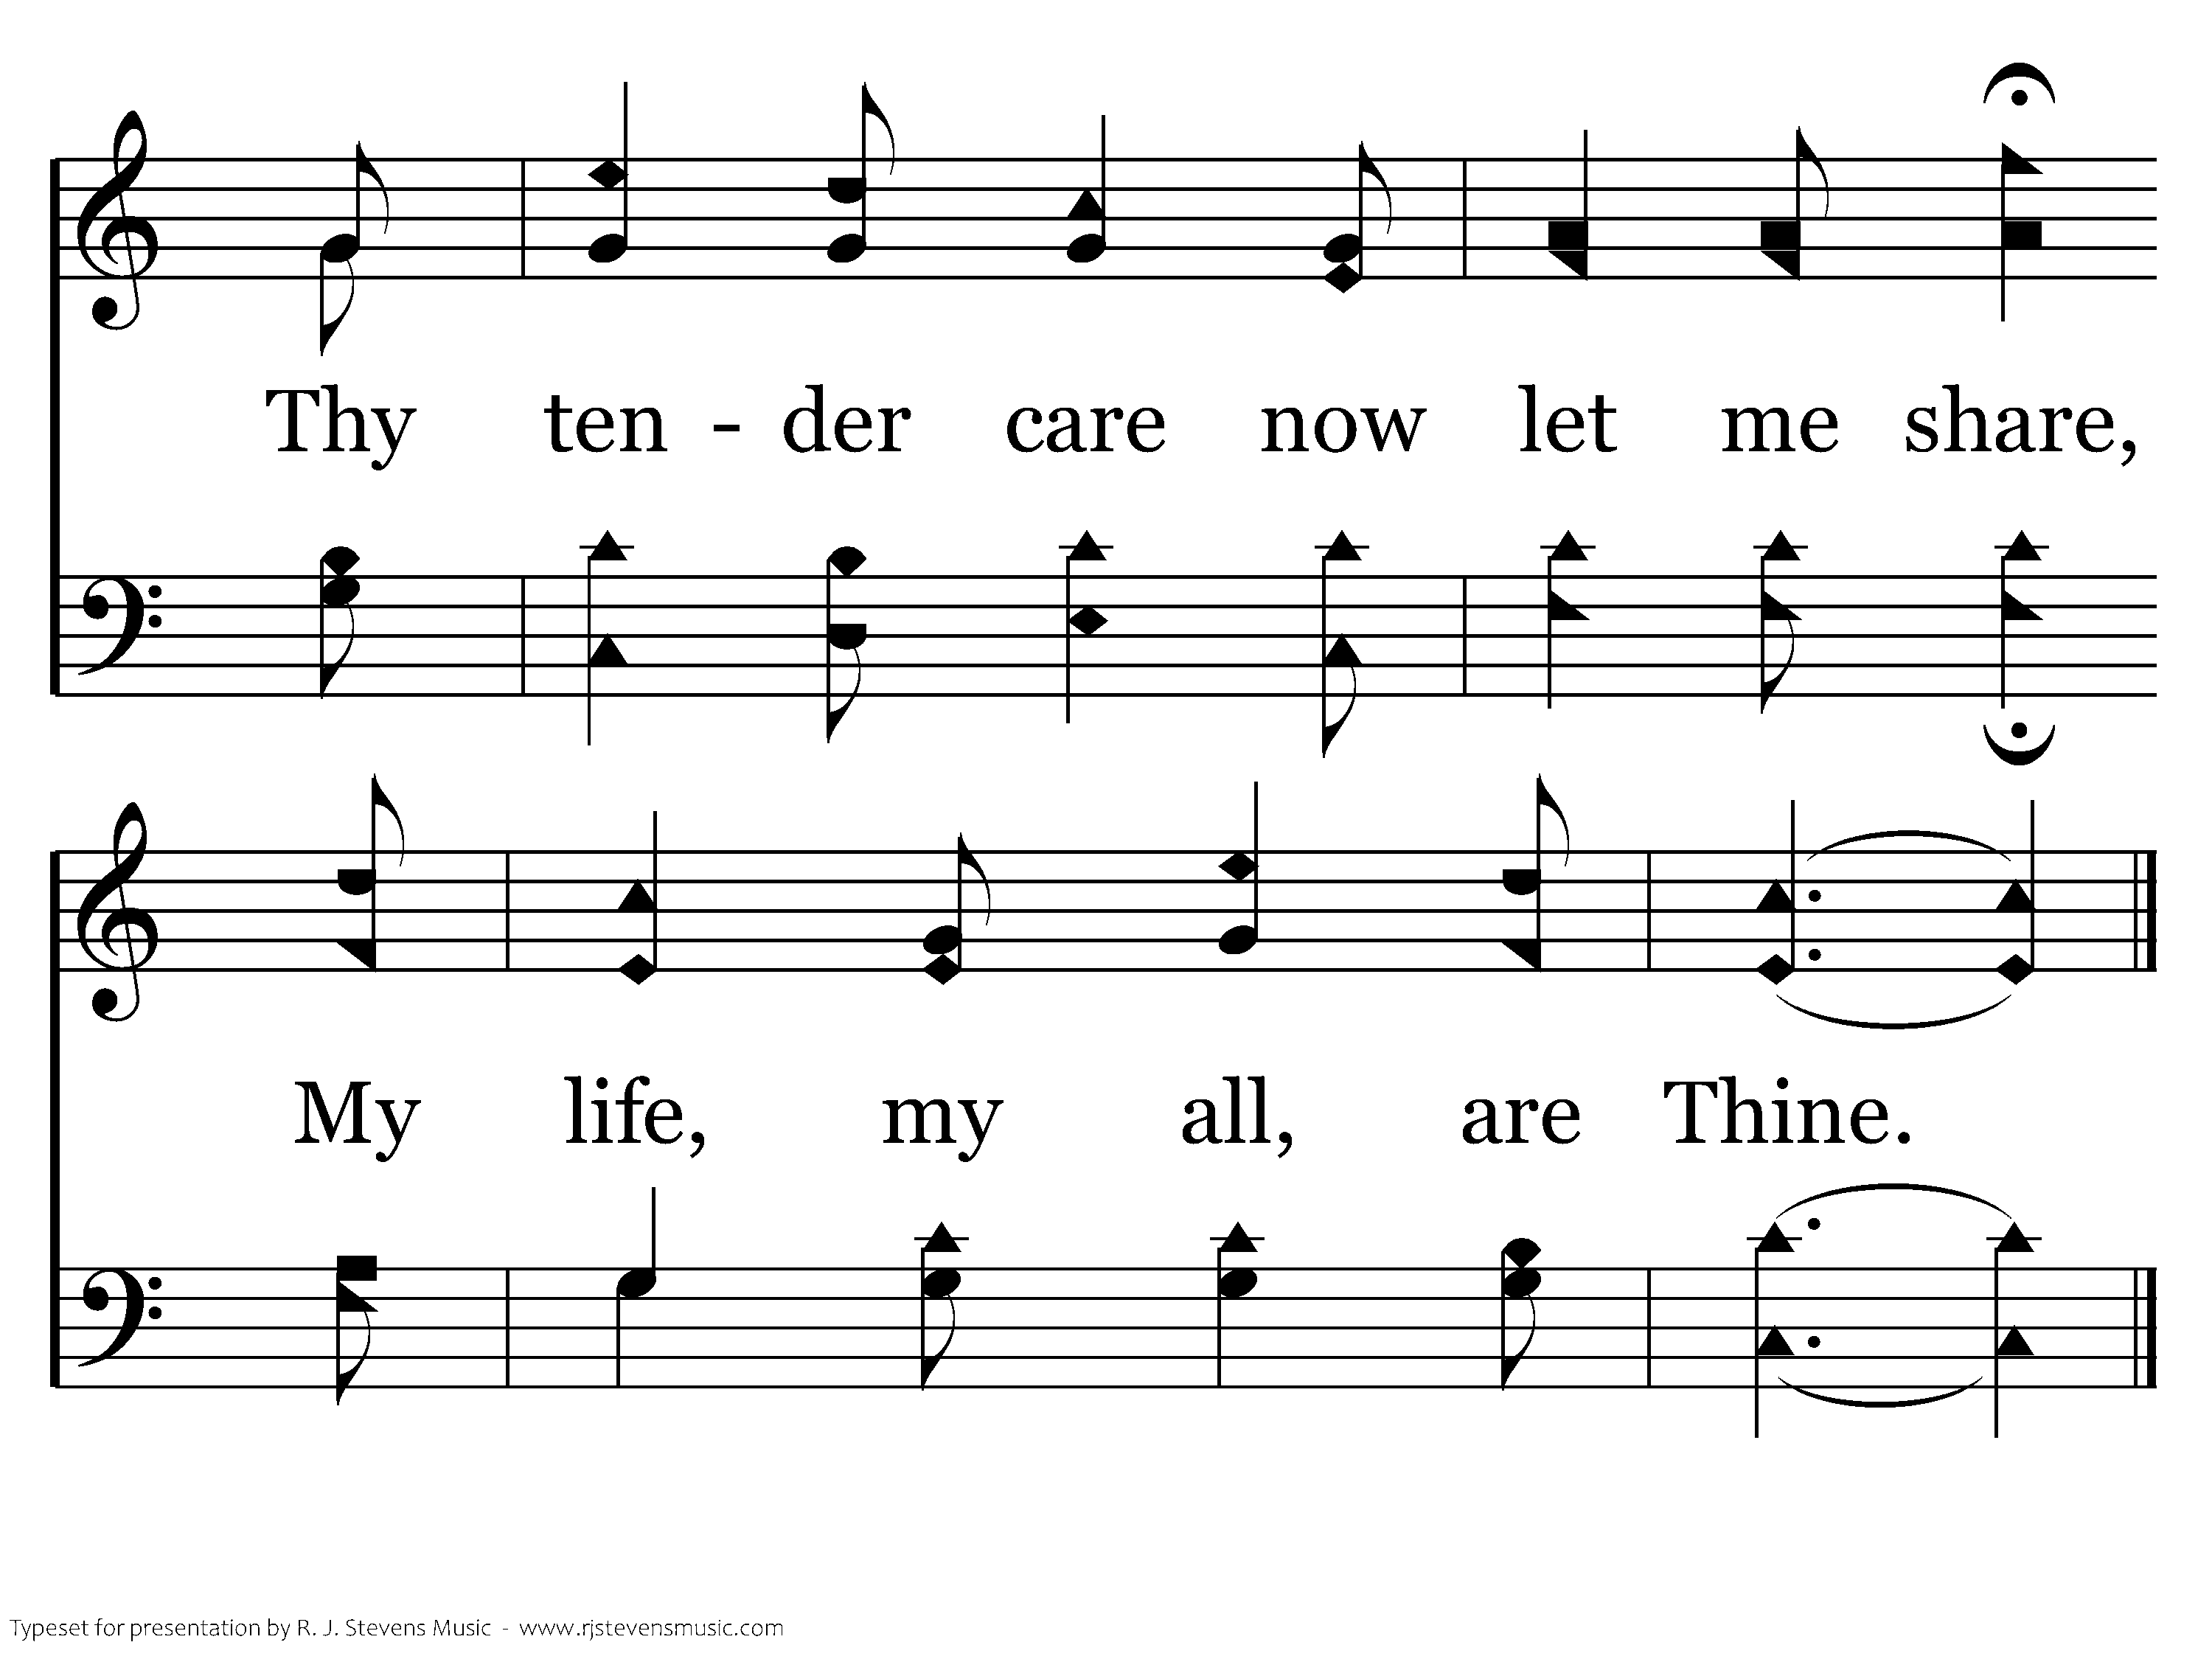 Thy ten - der care now let me share,
My life, my all, are Thine.
Typeset for presentation by R. J. Stevens Music - www.rjstevensmusic.com